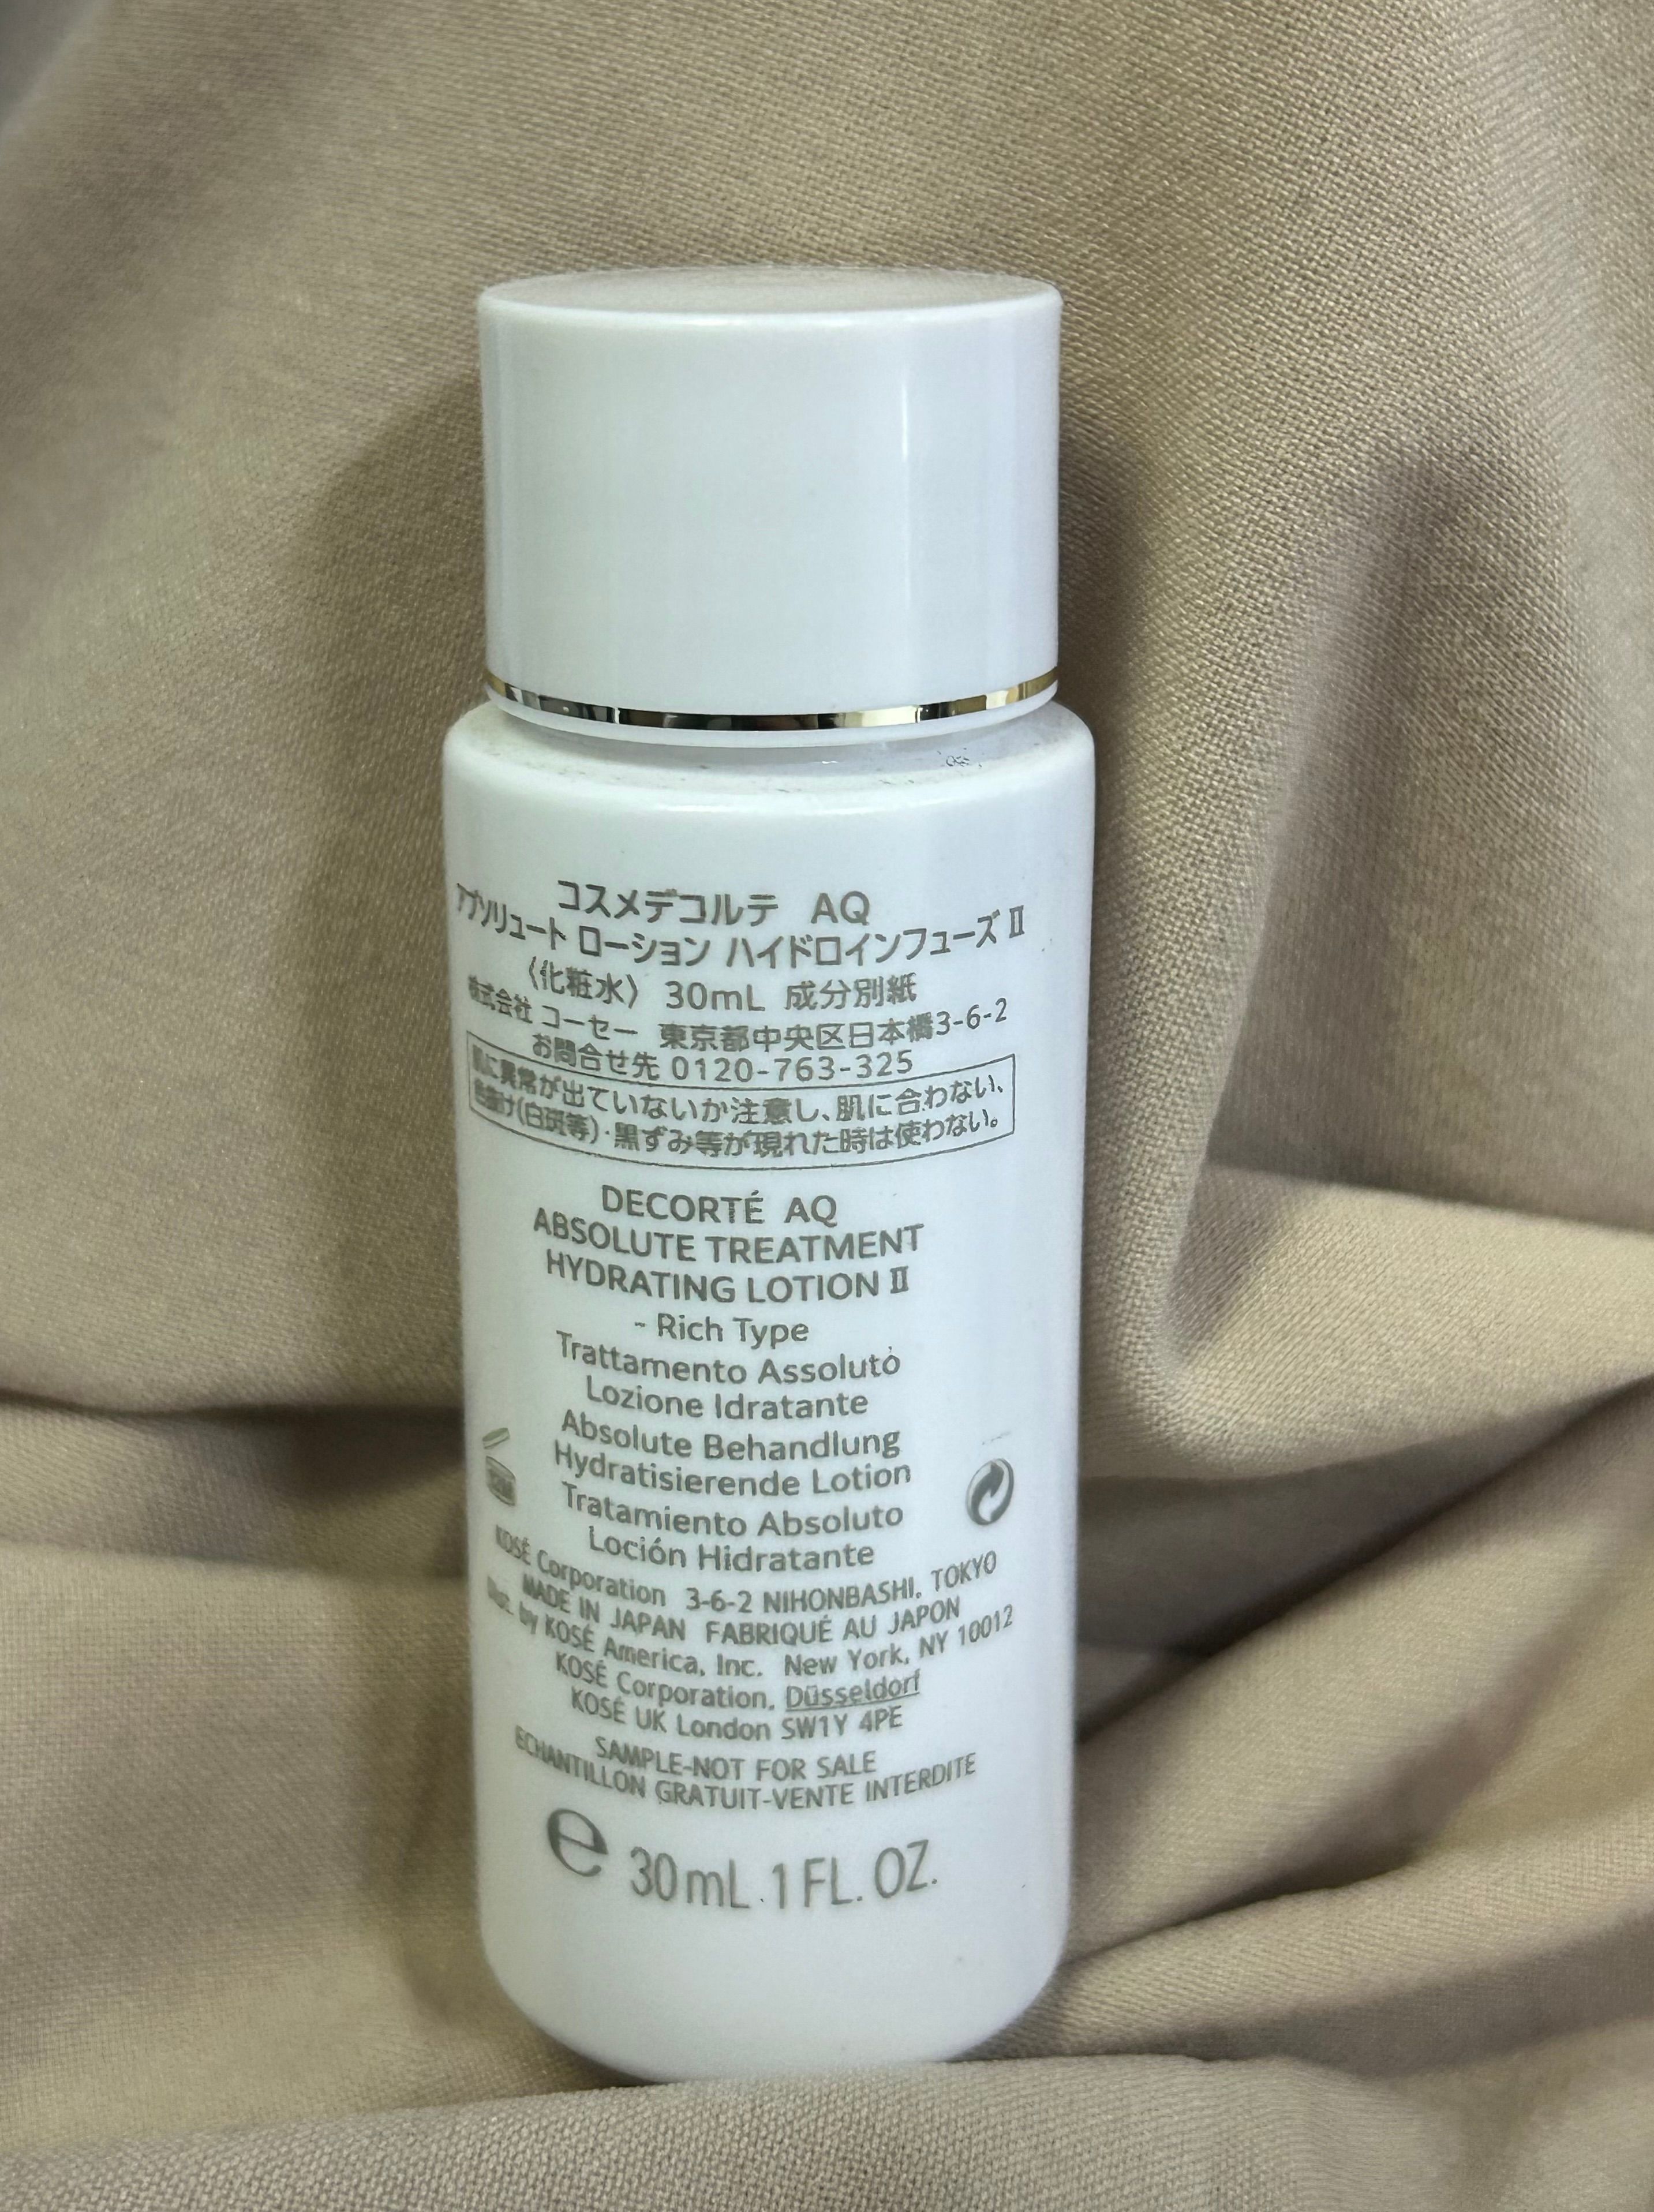 コスメデコルテ AQ
アブソリュート ローション ハイドロインフューズ Ⅱ
〈化粧水〉 30mL 成分別紙
株式会社 コーセー 東京都中央区日本橋3-6-2
お問合せ先 0120-763-325
肌に異常が出ていないか注意し、肌に合わない、
色抜け(白斑等)・黒ずみ等が現れた時は使わない。
DECORTÉ AQ
ABSOLUTE TREATMENT
HYDRATING LOTION Ⅱ
- Rich Type
Trattamento Assoluto
Lozione Idratante
Absolute Behandlung
Hydratisierende Lotion
Tratamiento Absoluto
Loción Hidratante
KOSÉ Corporation 3-6-2 NIHONBASHI, TOKYO
MADE IN JAPAN FABRIQUÉ AU JAPON
by KOSÉ America, Inc. New York, NY 10012
KOSÉ Corporation, Düsseldorf
KOSÉ UK London SW1Y 4PE
SAMPLE-NOT FOR SALE
ECHANTILLON GRATUIT-VENTE INTERDITE
e 30mL 1 FL. OZ.